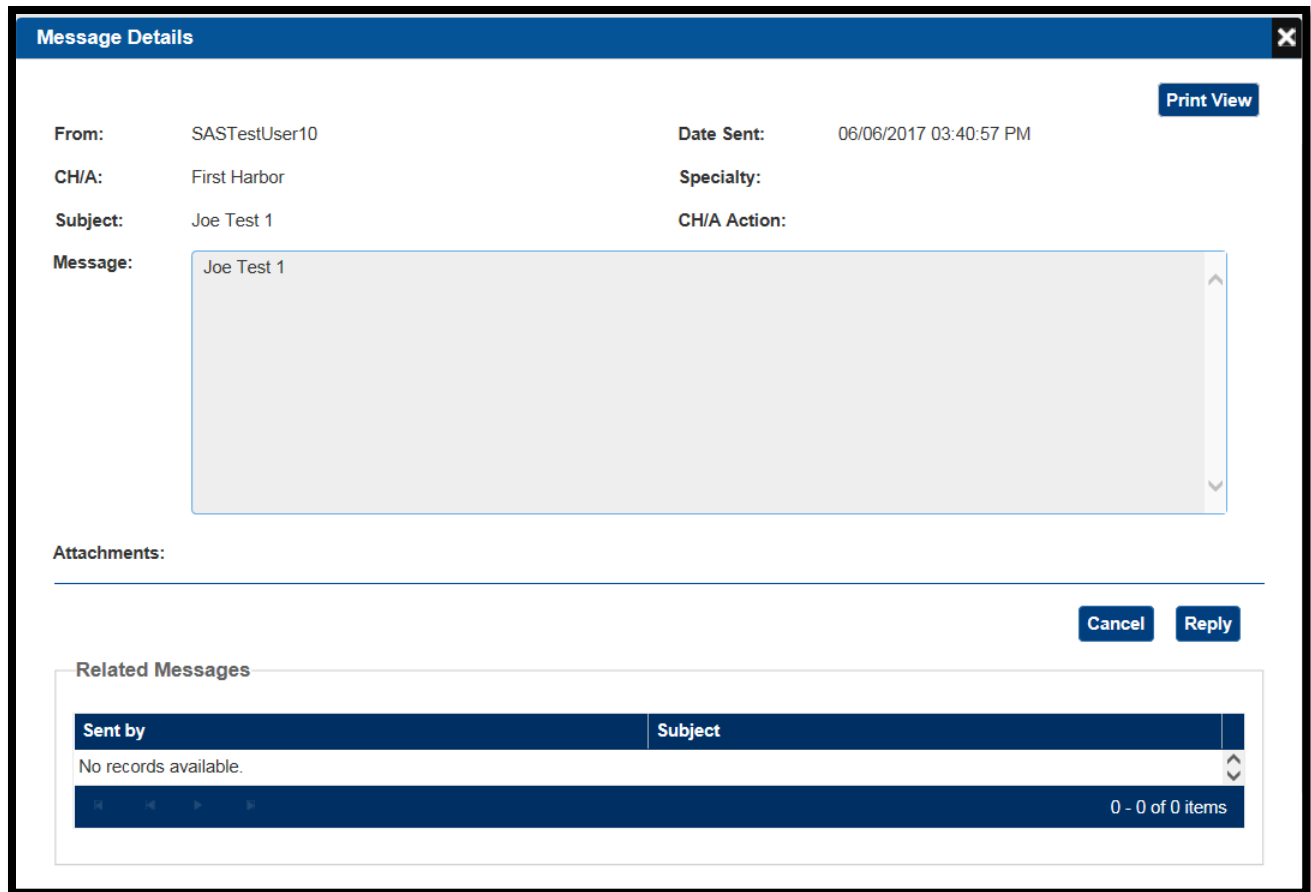 Message Details
Print View
From: SASTestUser10 Date Sent: 06/06/2017 03:40:57 PM
CH/A: First Harbor Specialty:
Subject: Joe Test 1 CH/A Action:
Message: Joe Test 1
Attachments:
Cancel Reply
Related Messages
Sent by Subject
No records available.
0 - 0 of 0 items